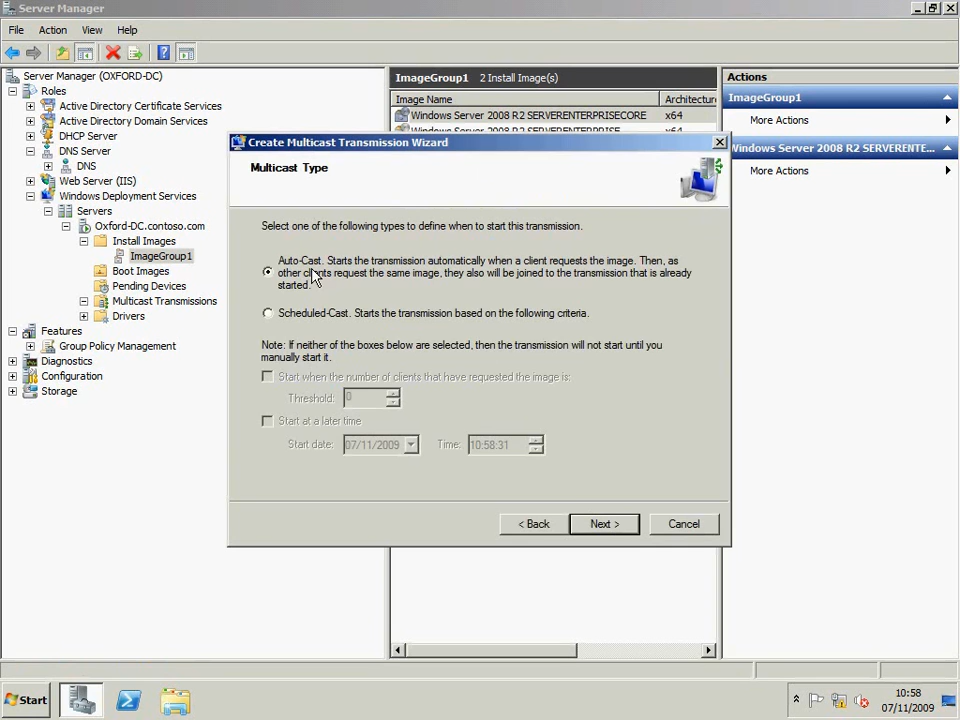 Server Manager
File Action View Help
Server Manager (OXFORD-DC)
Roles
Active Directory Certificate Services
Active Directory Domain Services
DHCP Server
DNS Server
DNS
Web Server (IIS)
Windows Deployment Services
Servers
Oxford-DC.contoso.com
Install Images
ImageGroup1
Boot Images
Pending Devices
Multicast Transmissions
Drivers
Features
Group Policy Management
Diagnostics
Configuration
Storage
ImageGroup1 2 Install Image(s)
Image Name Architecture
Windows Server 2008 R2 SERVERENTERPRISECORE x64
Windows Server 2008 R2 SERVERENTERPRISE x64
Actions
ImageGroup1
More Actions
Windows Server 2008 R2 SERVERENTE...
More Actions
Create Multicast Transmission Wizard
Multicast Type
Select one of the following types to define when to start this transmission.
Auto-Cast. Starts the transmission automatically when a client requests the image. Then, as
other clients request the same image, they also will be joined to the transmission that is already
started.
Scheduled-Cast. Starts the transmission based on the following criteria.
Note: If neither of the boxes below are selected, then the transmission will not start until you
manually start it.
Start when the number of clients that have requested the image is:
Threshold: 0
Start at a later time
Start date: 07/11/2009 Time: 10:58:31
< Back Next > Cancel
Start
10:58
07/11/2009